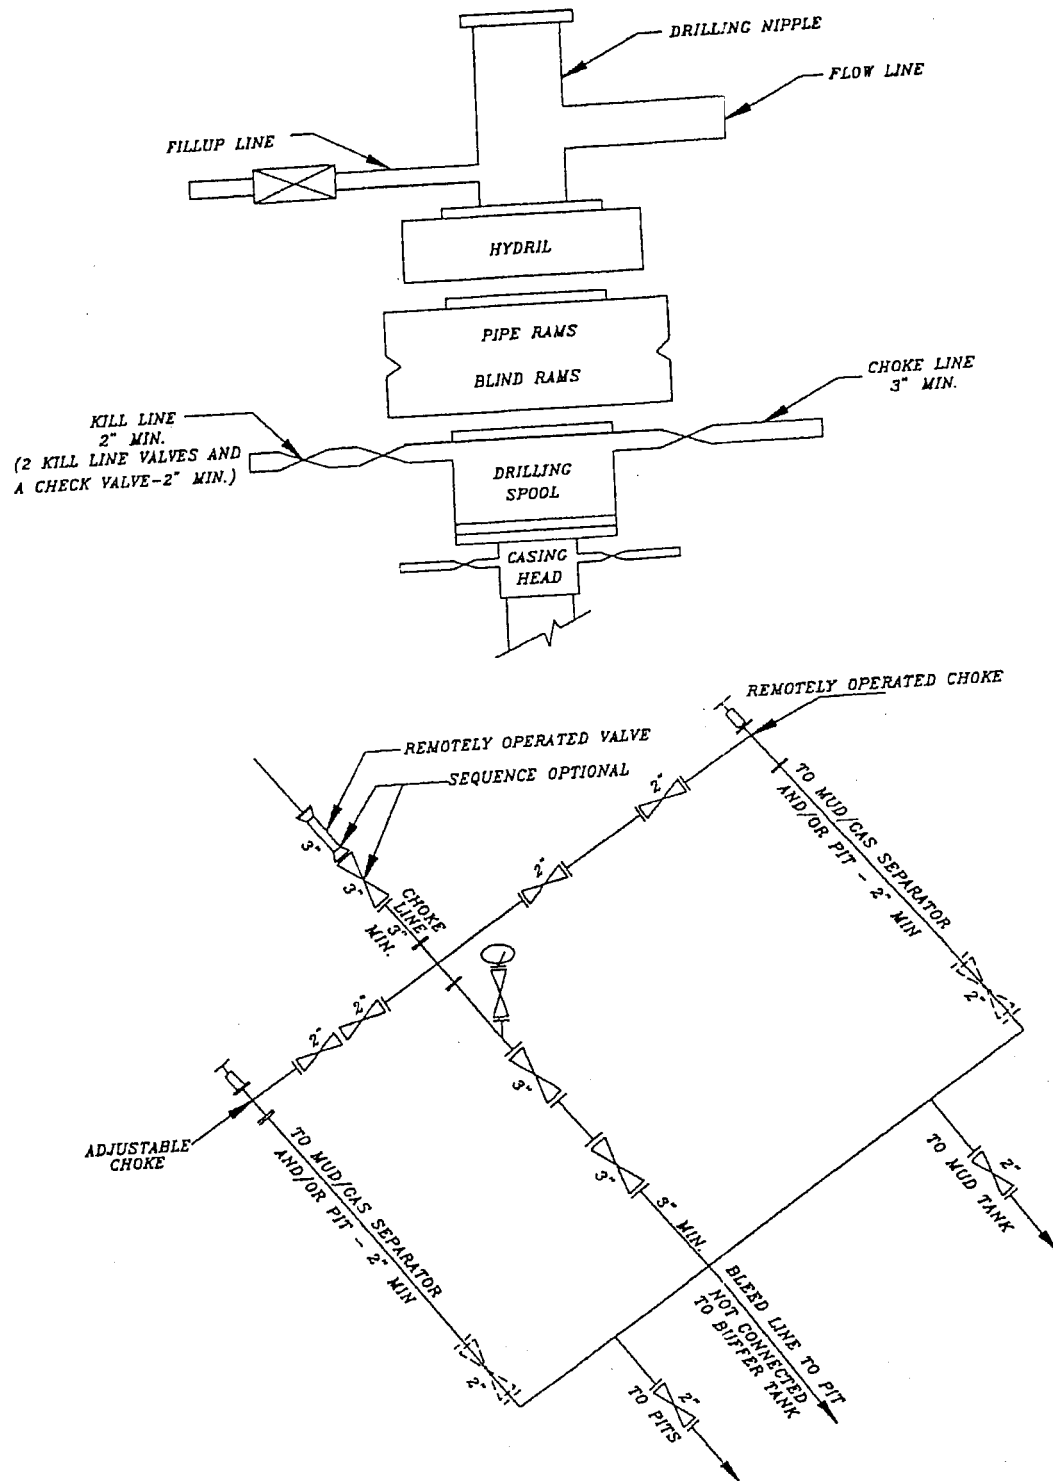 DRILLING NIPPLE
FLOW LINE
FILLUP LINE
HYDRIL
PIPE RAMS
BLIND RAMS
CHOKE LINE
3" MIN.
KILL LINE
2" MIN.
(2 KILL LINE VALVES AND
A CHECK VALVE-2" MIN.)
DRILLING
SPOOL
CASING
HEAD
REMOTELY OPERATED CHOKE
REMOTELY OPERATED VALVE
SEQUENCE OPTIONAL
3"
3"
CHOKE
LINE
3"
MIN.
2"
2"
TO MUD/GAS SEPARATOR
AND/OR PIT - 2" MIN
2"
2"
2"
ADJUSTABLE
CHOKE
TO MUD/GAS SEPARATOR
AND/OR PIT - 2" MIN
2"
3"
3"
3" MIN.
BLEED LINE TO PIT
NOT CONNECTED
TO BUFFER TANK
2"
TO MUD TANK
2"
TO PITS